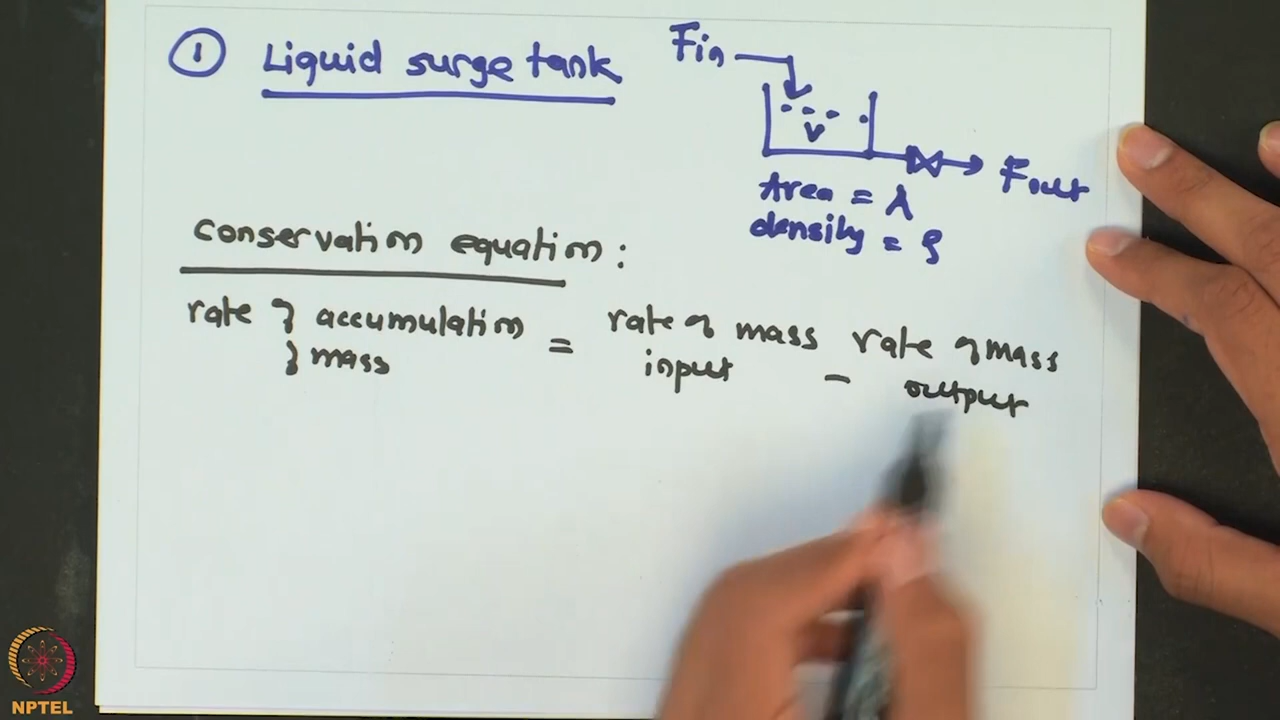 ① Liquid surge tank
Fin
V
Fout
Area = A
density = ρ
conservation equation :
rate of accumulation = rate of mass - rate of mass
of mass input output
NPTEL